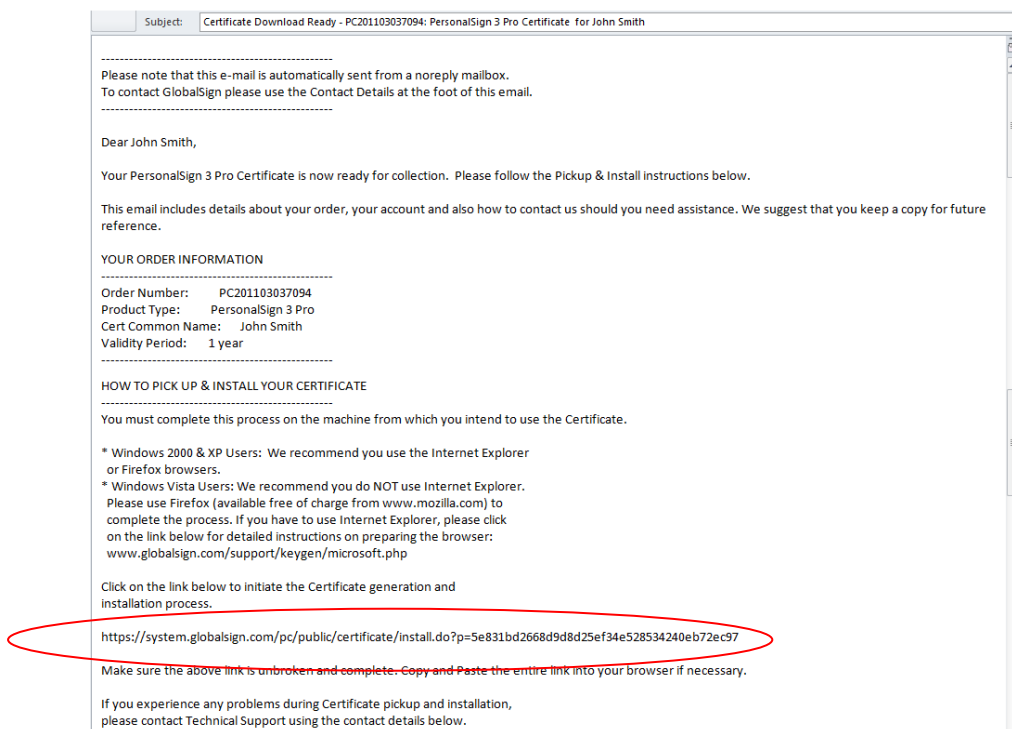 Subject: Certificate Download Ready - PC201103037094: PersonalSign 3 Pro Certificate for John Smith
--------------------------------------------------
Please note that this e-mail is automatically sent from a noreply mailbox.
To contact GlobalSign please use the Contact Details at the foot of this email.
--------------------------------------------------
Dear John Smith,
Your PersonalSign 3 Pro Certificate is now ready for collection.  Please follow the Pickup & Install instructions below.
This email includes details about your order, your account and also how to contact us should you need assistance. We suggest that you keep a copy for future
reference.
YOUR ORDER INFORMATION
--------------------------------------------------
Order Number: PC201103037094
Product Type: PersonalSign 3 Pro
Cert Common Name: John Smith
Validity Period: 1 year
--------------------------------------------------
HOW TO PICK UP & INSTALL YOUR CERTIFICATE
--------------------------------------------------
You must complete this process on the machine from which you intend to use the Certificate.
* Windows 2000 & XP Users:  We recommend you use the Internet Explorer
or Firefox browsers.
* Windows Vista Users: We recommend you do NOT use Internet Explorer.
Please use Firefox (available free of charge from www.mozilla.com) to
complete the process. If you have to use Internet Explorer, please click
on the link below for detailed instructions on preparing the browser:
www.globalsign.com/support/keygen/microsoft.php
Click on the link below to initiate the Certificate generation and
installation process.
https://system.globalsign.com/pc/public/certificate/install.do?p=5e831bd2668d9d8d25ef34e528534240eb72ec97
Make sure the above link is unbroken and complete. Copy and Paste the entire link into your browser if necessary.
If you experience any problems during Certificate pickup and installation,
please contact Technical Support using the contact details below.